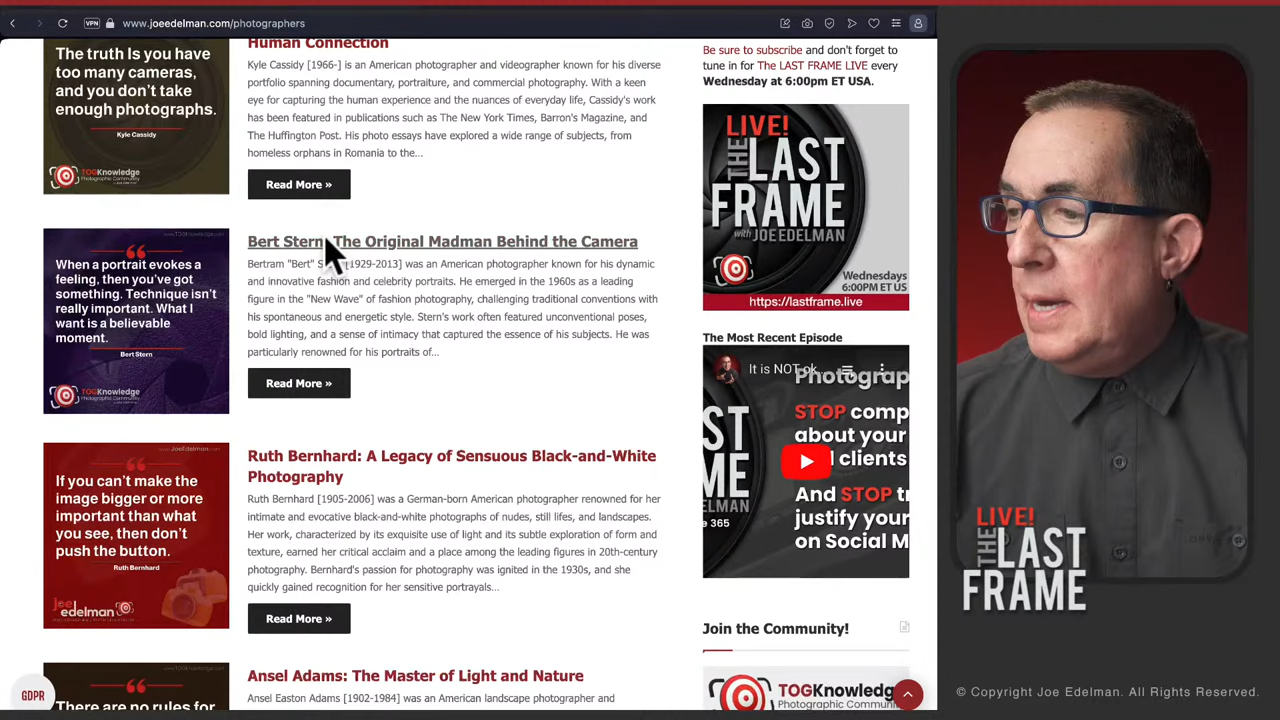 VPN
www.joeedelman.com/photographers
The truth Is you have
too many cameras,
and you don't take
enough photographs.
Kyle Cassidy
TOGKnowledge
Photographic Community
Human Connection
Kyle Cassidy [1966-] is an American photographer and videographer known for his diverse
portfolio spanning documentary, portraiture, and commercial photography. With a keen
eye for capturing the human experience and the nuances of everyday life, Cassidy's work
has been featured in publications such as The New York Times, Barron's Magazine, and
The Huffington Post. His photo essays have explored a wide range of subjects, from
homeless orphans in Romania to the...
Read More »
When a portrait evokes a
feeling, then you've got
something. Technique isn't
really important. What I
want is a believable
moment.
Bert Stern
TOGKnowledge
Photographic Community
Bert Stern: The Original Madman Behind the Camera
Bertram "Bert" S [1929-2013] was an American photographer known for his dynamic
and innovative fashion and celebrity portraits. He emerged in the 1960s as a leading
figure in the "New Wave" of fashion photography, challenging traditional conventions with
his spontaneous and energetic style. Stern's work often featured unconventional poses,
bold lighting, and a sense of intimacy that captured the essence of his subjects. He was
particularly renowned for his portraits of...
Read More »
www.JoeEdelman.com
If you can't make the
image bigger or more
important than what
you see, then don't
push the button.
Ruth Bernhard
Joe
edelman
Ruth Bernhard: A Legacy of Sensuous Black-and-White
Photography
Ruth Bernhard [1905-2006] was a German-born American photographer renowned for her
intimate and evocative black-and-white photographs of nudes, still lifes, and landscapes.
Her work, characterized by its exquisite use of light and its subtle exploration of form and
texture, earned her critical acclaim and a place among the leading figures in 20th-century
photography. Bernhard's passion for photography was ignited in the 1930s, and she
quickly gained recognition for her sensitive portrayals...
Read More »
There are no rules for
GDPR
Ansel Adams: The Master of Light and Nature
Ansel Easton Adams [1902-1984] was an American landscape photographer and
Be sure to subscribe and don't forget to
tune in for The LAST FRAME LIVE every
Wednesday at 6:00pm ET USA.
LIVE!
THE LAST
FRAME
with JOE EDELMAN
Wednesdays
6:00PM ET US
https://lastframe.live
The Most Recent Episode
It is NOT ok
Photograp
STOP comp
about your
d clients
And STOP t
justify your
on Social M
ST
ME
ELMAN
e 365
Join the Community!
TOGKnowledg
Photographic Communit
LIVE!
THE LAST
FRAME
© Copyright Joe Edelman. All Rights Reserved.